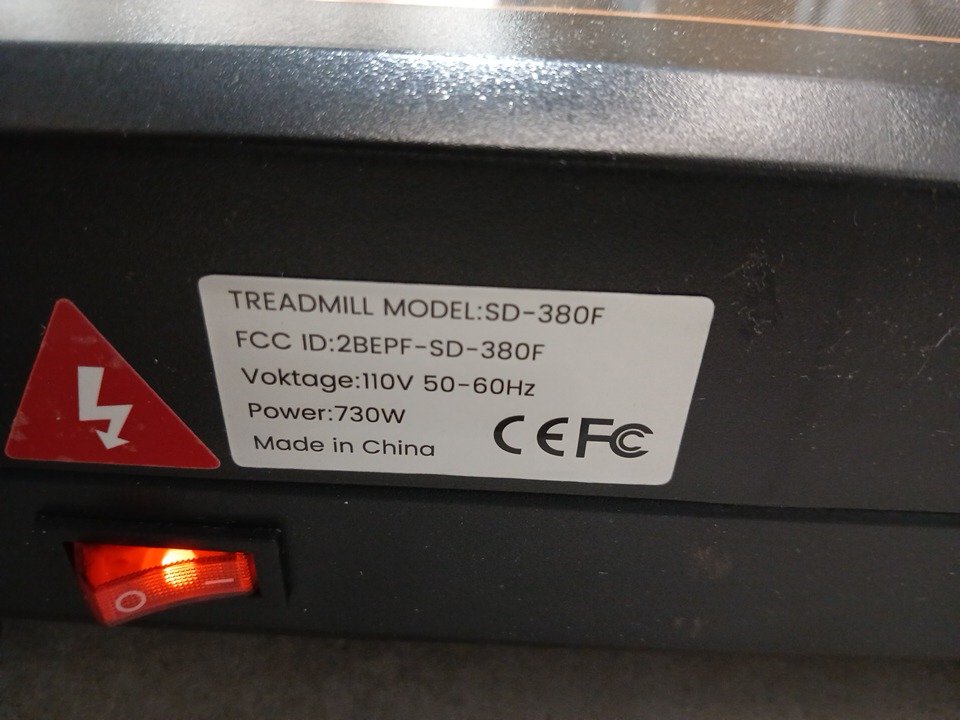 TREADMILL MODEL:SD-380F
FCC ID:2BEPF-SD-380F
Voktage:110V 50-60Hz
Power:730W
Made in China
CE FC
O I